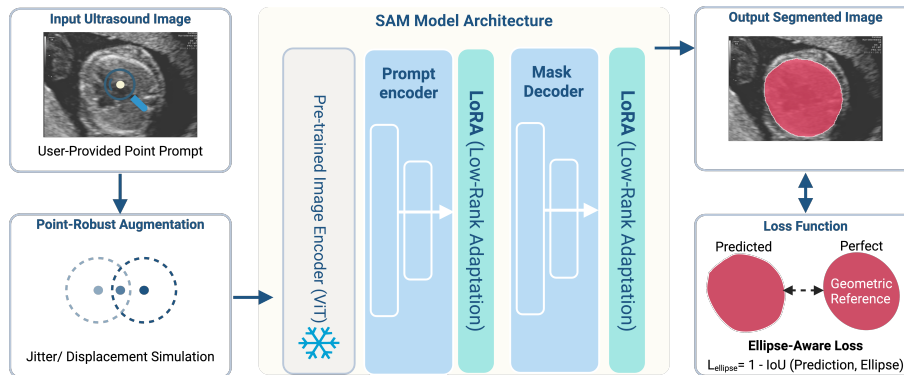 Input Ultrasound Image
User-Provided Point Prompt
Point-Robust Augmentation
Jitter/ Displacement Simulation
SAM Model Architecture
Pre-trained Image Encoder (ViT)
Prompt
encoder
LoRA (Low-Rank Adaptation)
Mask
Decoder
LoRA (Low-Rank Adaptation)
Output Segmented Image
Loss Function
Predicted
Perfect
Geometric
Reference
Ellipse-Aware Loss
Lellipse= 1 - IoU (Prediction, Ellipse)